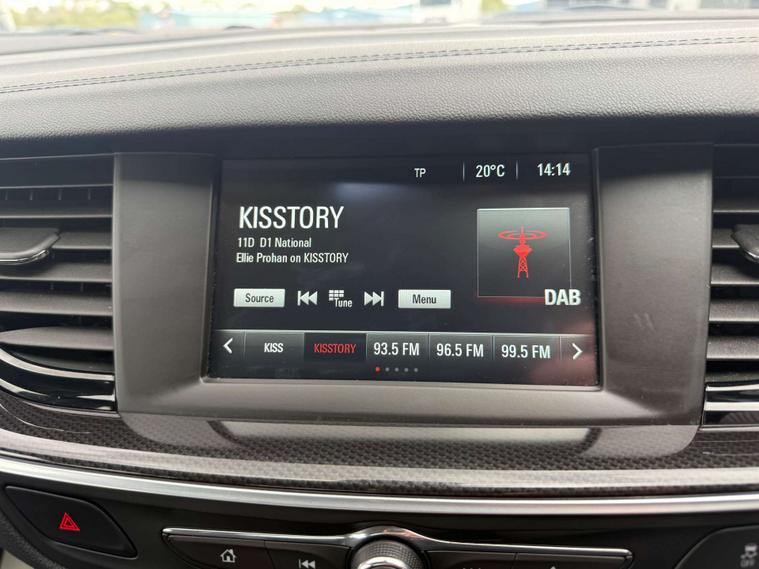 TP 20°C 14:14
KISSTORY
11D D1 National
Ellie Prohan on KISSTORY
DAB
Source Tune Menu
KISS KISSTORY 93.5 FM 96.5 FM 99.5 FM
OFF